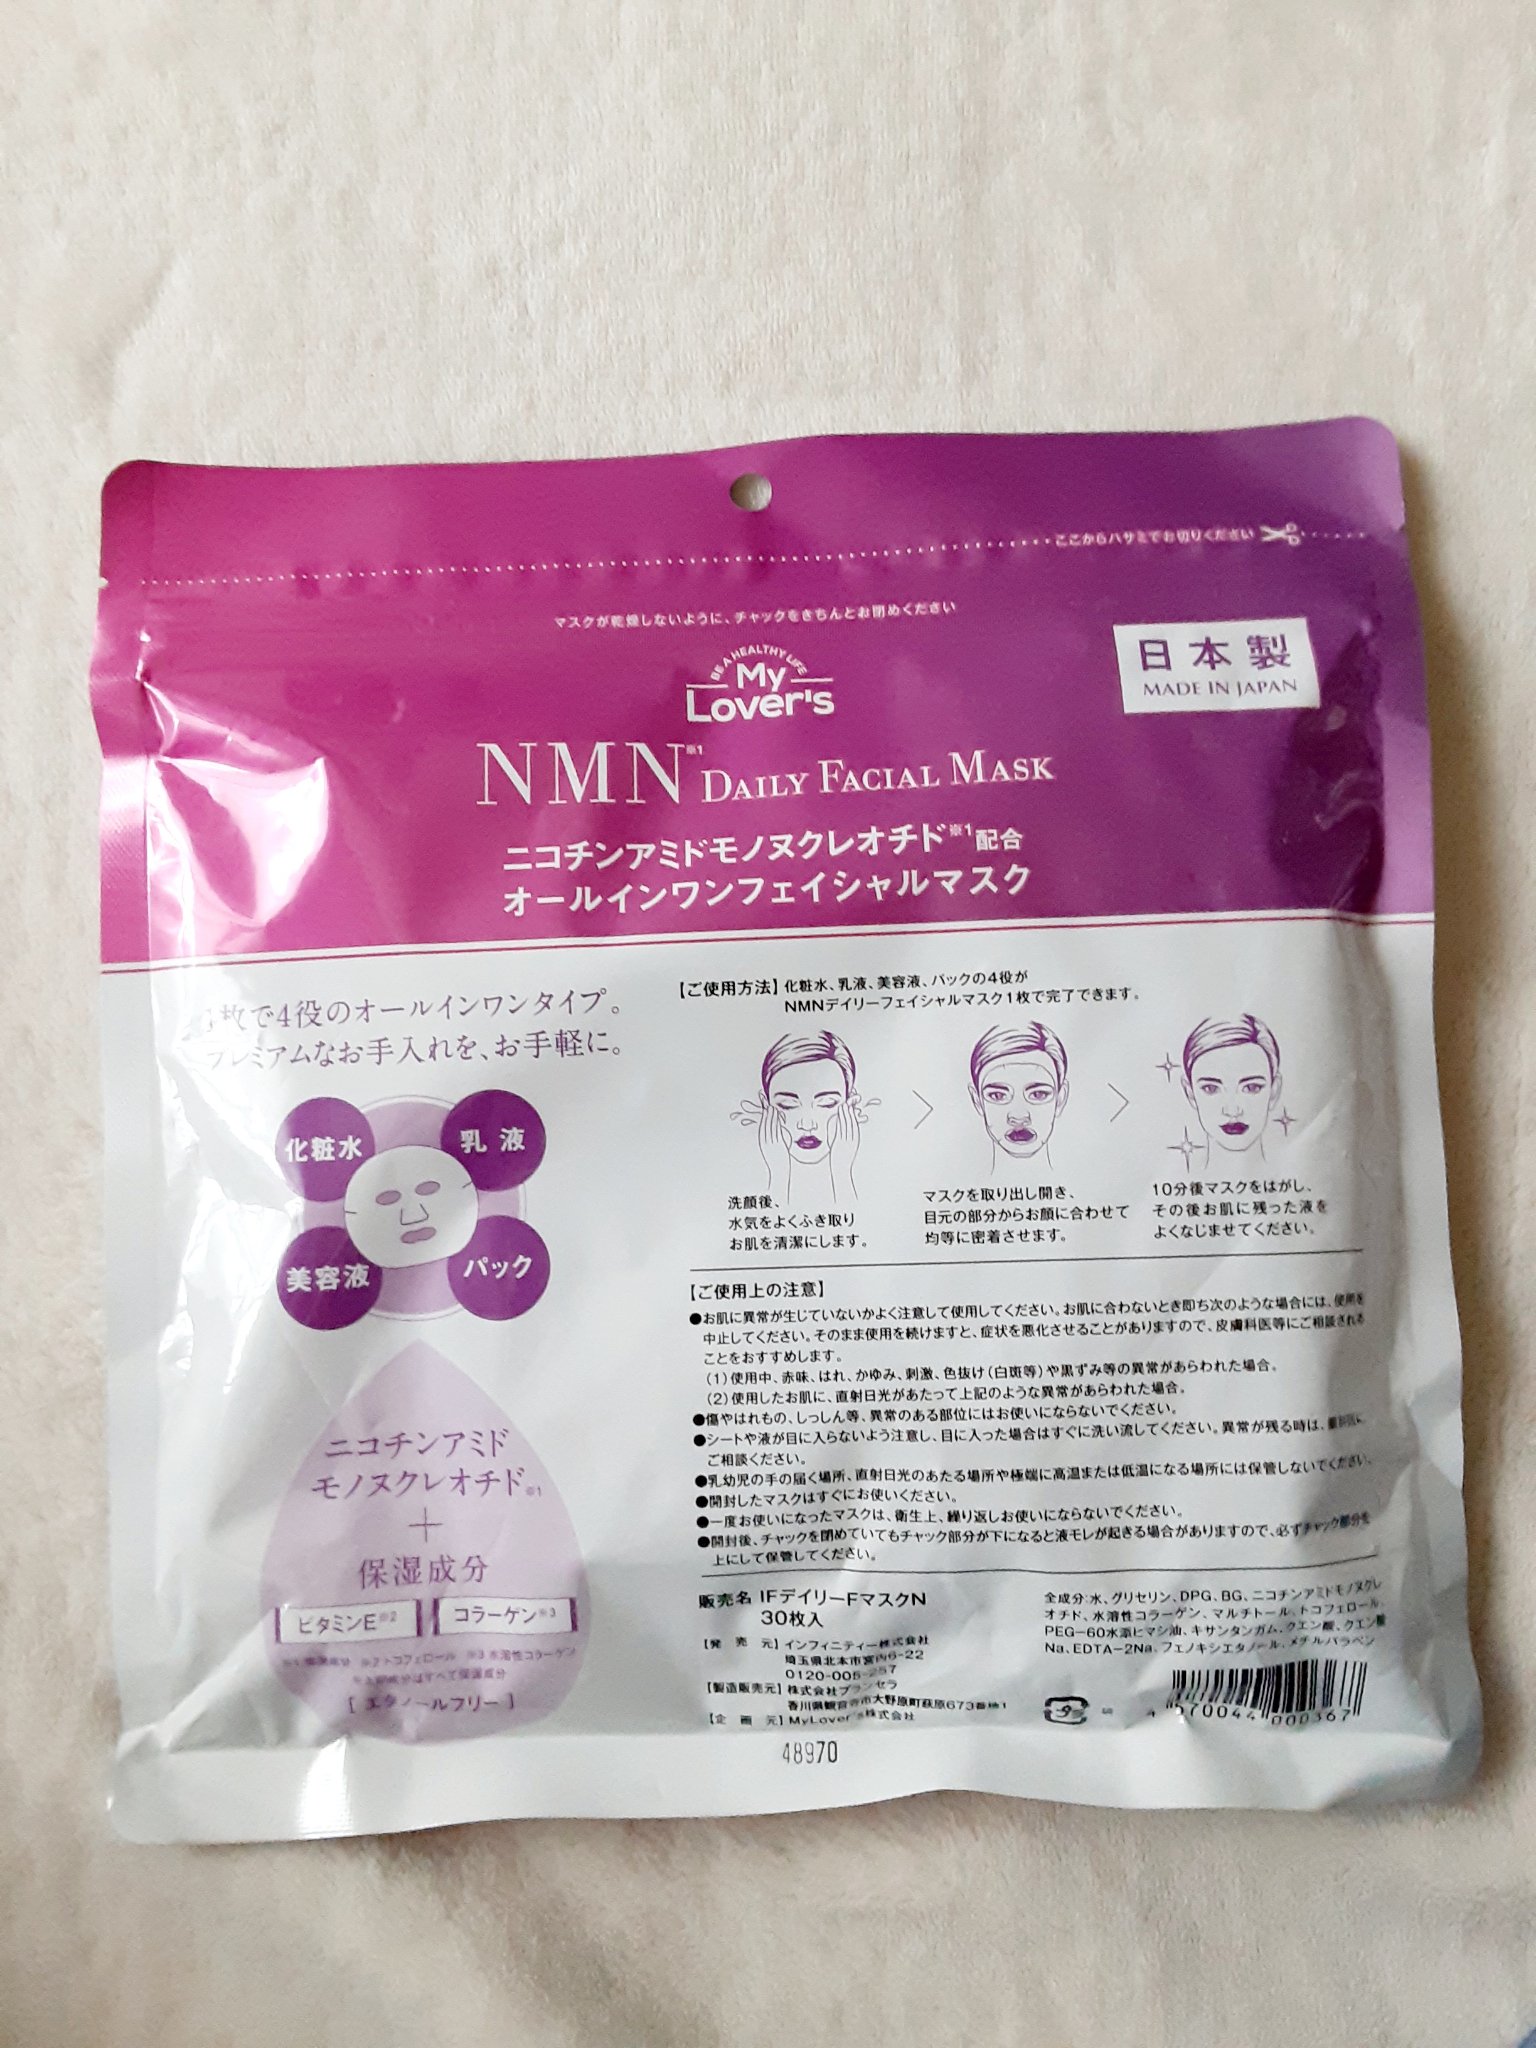 ここからハサミでお切りください
マスクが乾燥しないように、チャックをきちんとお閉めください
BE A HEALTHY LIFE
My
Lover's
日本製
MADE IN JAPAN
NMN※1 DAILY FACIAL MASK
ニコチンアミドモノヌクレオチド※1配合
オールインワンフェイシャルマスク
1枚で4役のオールインワンタイプ。
プレミアムなお手入れを、お手軽に。
化粧水
乳液
美容液
パック
ニコチンアミド
モノヌクレオチド※1
+
保湿成分
ビタミンE※2
コラーゲン※3
※2トコフェロール ※3 水溶性コラーゲン
[エタノールフリー]
【ご使用方法】化粧水、乳液、美容液、パックの4役が
NMNデイリーフェイシャルマスク1枚で完了できます。
洗顔後、
水気をよくふき取り
お肌を清潔にします。
マスクを取り出し開き、
目元の部分からお顔に合わせて
均等に密着させます。
10分後マスクをはがし、
その後お肌に残った液を
よくなじませてください。
【ご使用上の注意】
●お肌に異常が生じていないかよく注意して使用してください。お肌に合わないとき即ち次のような場合には、使用を
中止してください。そのまま使用を続けますと、症状を悪化させることがありますので、皮膚科医等にご相談される
ことをおすすめします。
(1)使用中、赤味、はれ、かゆみ、刺激、色抜け(白斑等)や黒ずみ等の異常があらわれた場合。
(2)使用したお肌に、直射日光があたって上記のような異常があらわれた場合。
●傷やはれもの、しっしん等、異常のある部位にはお使いにならないでください。
●シートや液が目に入らないよう注意し、目に入った場合はすぐに洗い流してください。異常が残る時は、
ご相談ください。
●乳幼児の手の届く場所、直射日光のあたる場所や極端に高温または低温になる場所には保管しないでください。
●開封したマスクはすぐにお使いください。
●一度お使いになったマスクは、衛生上、繰り返しお使いにならないでください。
●開封後、チャックを閉めていてもチャック部分が下になると液モレが起きる場合がありますので、必ずチャック部分を
上にして保管してください。
販売名 IFデイリーFマスクN
30枚入
【発売元】インフィニティー株式会社
埼玉県北本市宮内6-22
0120-005-257
【製造販売元】株式会社ブランセラ
香川県観音寺市大野原町萩原673番地1
【企画元】MyLover's株式会社
全成分:水、グリセリン、DPG、BG、ニコチンアミドモノヌクレ
オチド、水溶性コラーゲン、マルチトール、トコフェロール、
PEG-60水添ヒマシ油、キサンタンガム、クエン酸、クエン酸
Na、EDTA-2Na、フェノキシエタノール、メチルパラベン
4 570044 000367
48970